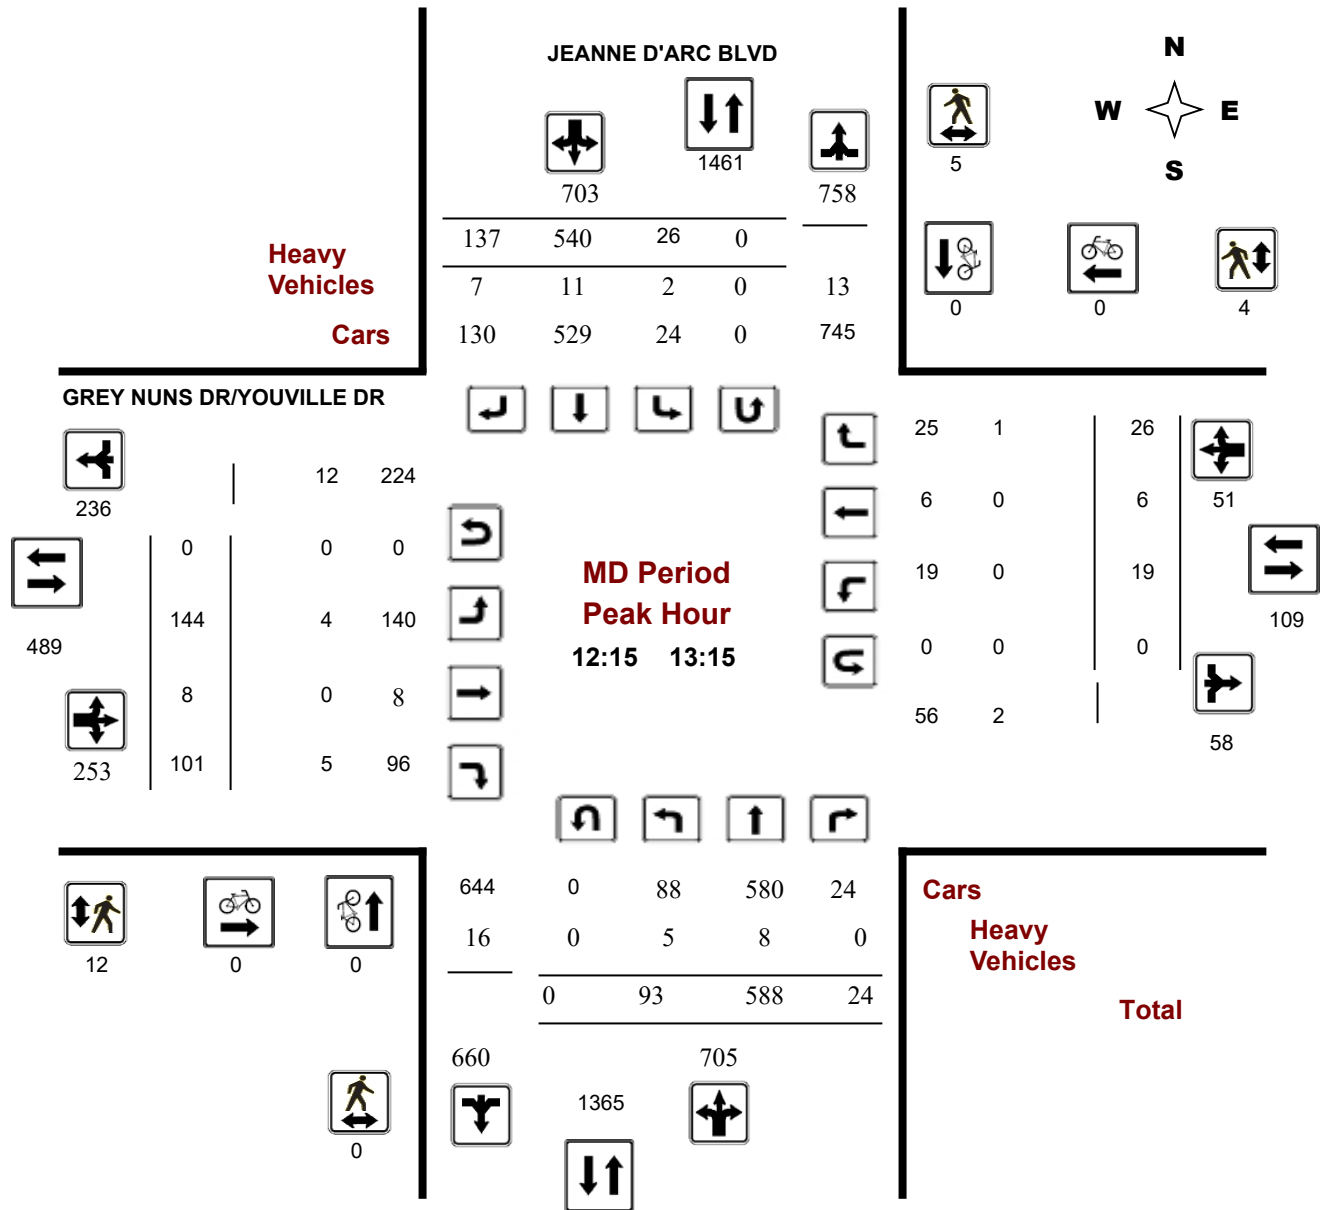 JEANNE D'ARC BLVD
N
W E
S
1461
5
703
758
137 540 26 0
Heavy
Vehicles
7 11 2 0 13
0 0 4
Cars
130 529 24 0 745
GREY NUNS DR/YOUVILLE DR
25 1 26
12 224
236
6 0 6 51
0 0 0
MD Period
19 0 19
Peak Hour
144 4 140
109
489
12:15 13:15
0 0 0
8 0 8
56 2
58
253 101 5 96
644 0 88 580 24
Cars
16 0 5 8 0
Heavy
Vehicles
12 0 0
0 93 588 24
Total
660 705
1365
0